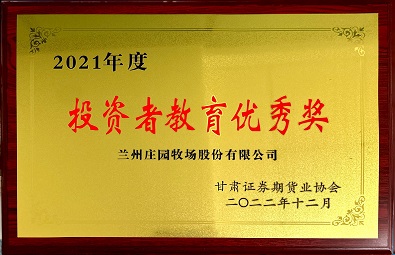 2021年度
投资者教育优秀奖
兰州庄园牧场股份有限公司
甘肃证券期货业协会
二〇二二年十二月